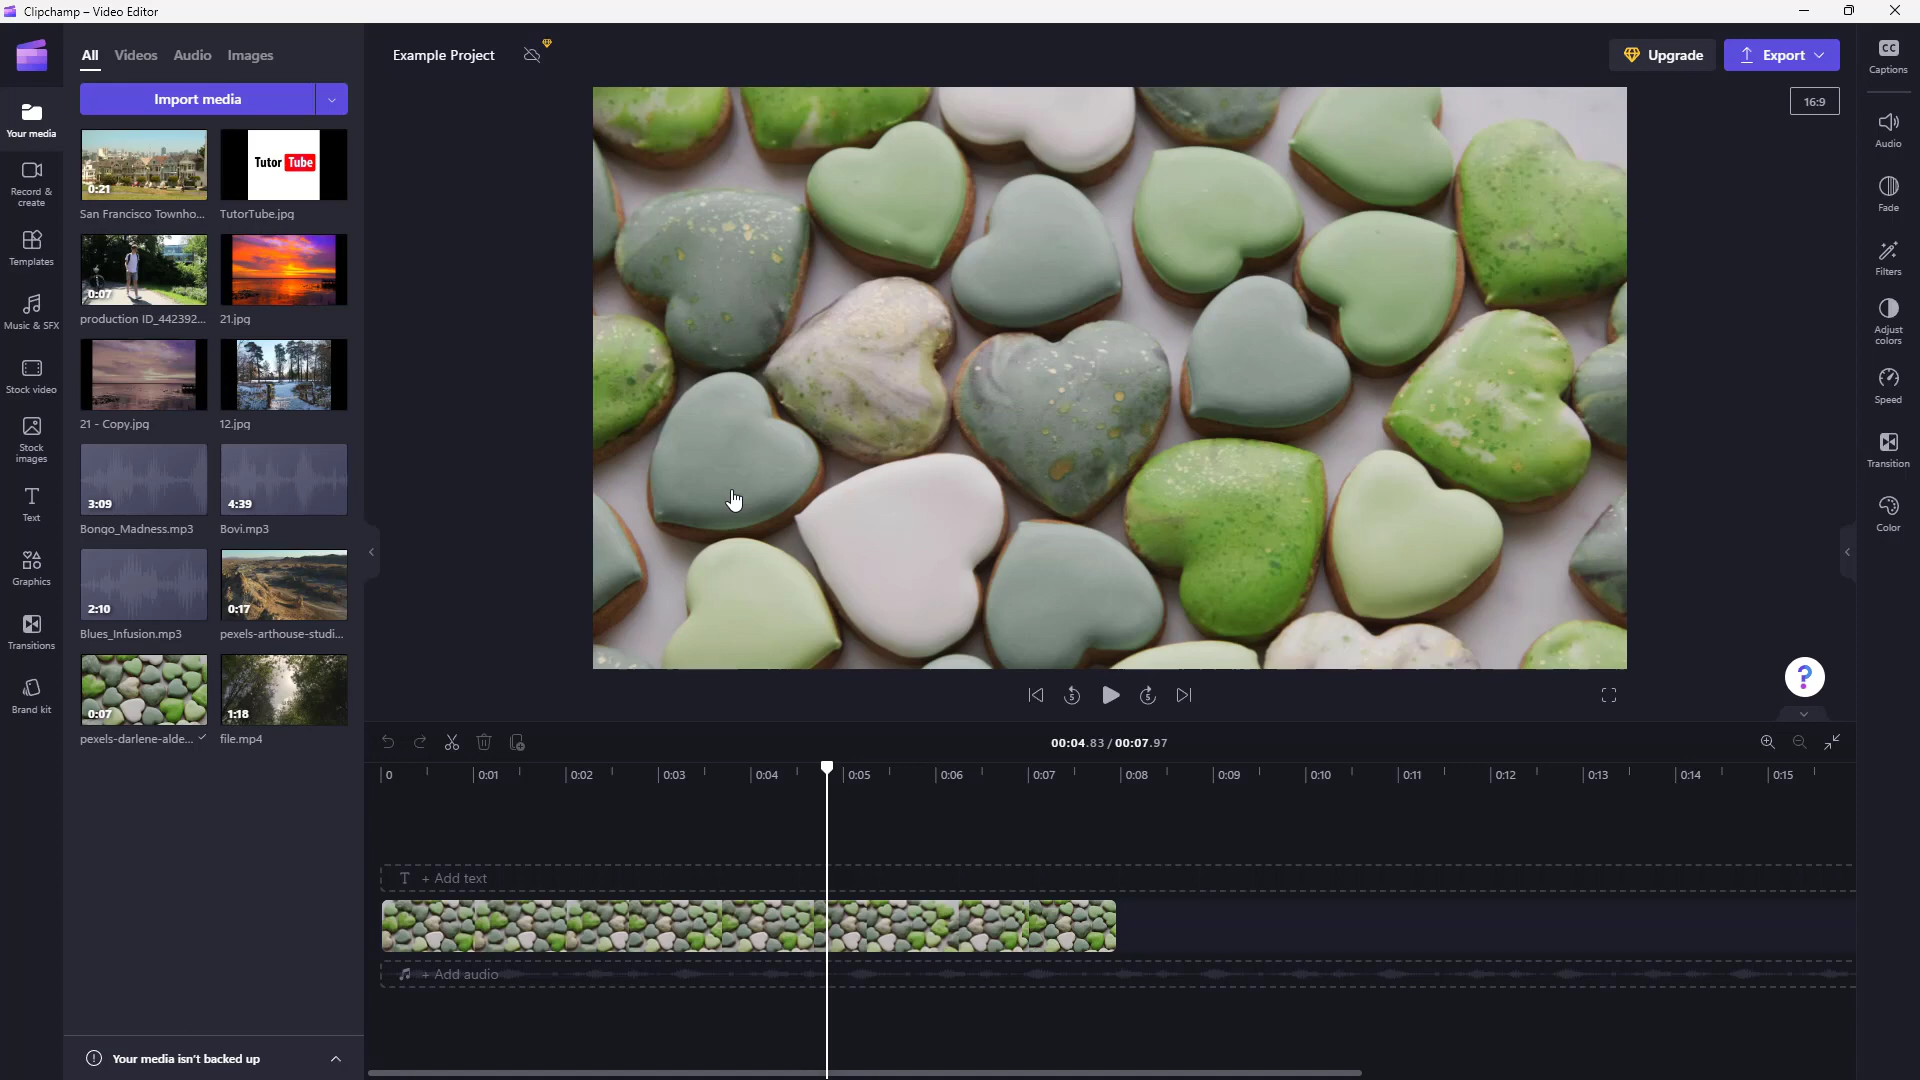 Clipchamp – Video Editor
All Videos Audio Images
Import media
Your media
Record &
create
Templates
Music & SFX
Stock video
Stock
images
Text
Graphics
Transitions
Brand kit
0:21
San Francisco Townho...
Tutor Tube
TutorTube.jpg
0:07
production ID_442392...
21.jpg
21 - Copy.jpg
12.jpg
3:09
Bongo_Madness.mp3
4:39
Bovi.mp3
2:10
Blues_Infusion.mp3
0:17
pexels-arthouse-studi...
0:07
pexels-darlene-alde...
1:18
file.mp4
Your media isn't backed up
Example Project
Upgrade
Export
16:9
CC
Captions
Audio
Fade
Filters
Adjust
colors
Speed
Transition
Color
5
5
?
00:04.83 / 00:07.97
0 0:01 0:02 0:03 0:04 0:05 0:06 0:07 0:08 0:09 0:10 0:11 0:12 0:13 0:14 0:15
T + Add text
+ Add audio